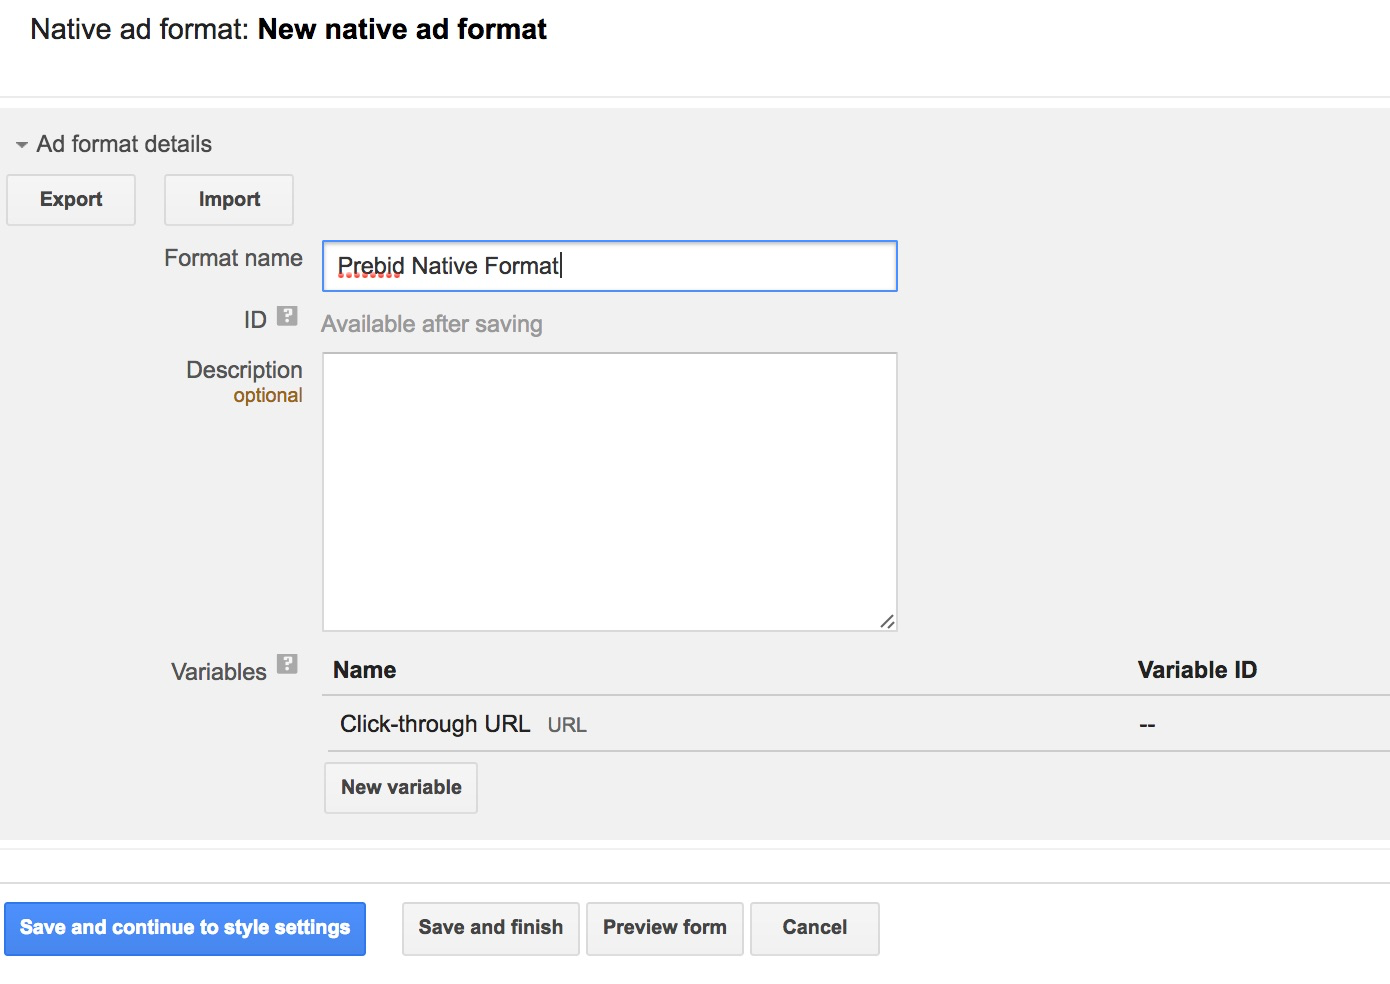 Native ad format: New native ad format
Ad format details
Export Import
Format name Prebid Native Format
ID ? Available after saving
Description
optional
Variables ? Name Variable ID
Click-through URL URL --
New variable
Save and continue to style settings Save and finish Preview form Cancel